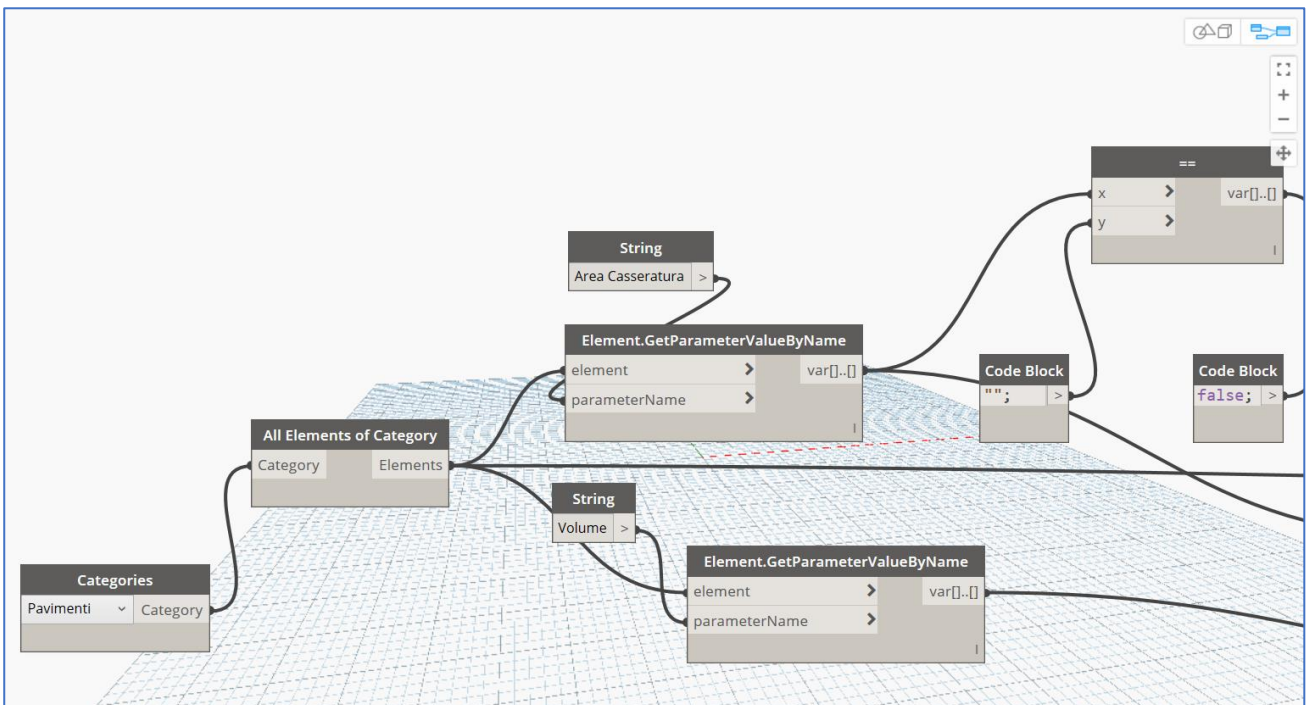 ==
x
var[]..[]
y
String
Area Casseratura >
Element.GetParameterValueByName
element
var[]..[]
parameterName
Code Block
""; >
Code Block
false; >
All Elements of Category
Category Elements
String
Volume >
Element.GetParameterValueByName
element
var[]..[]
parameterName
Categories
Pavimenti
Category